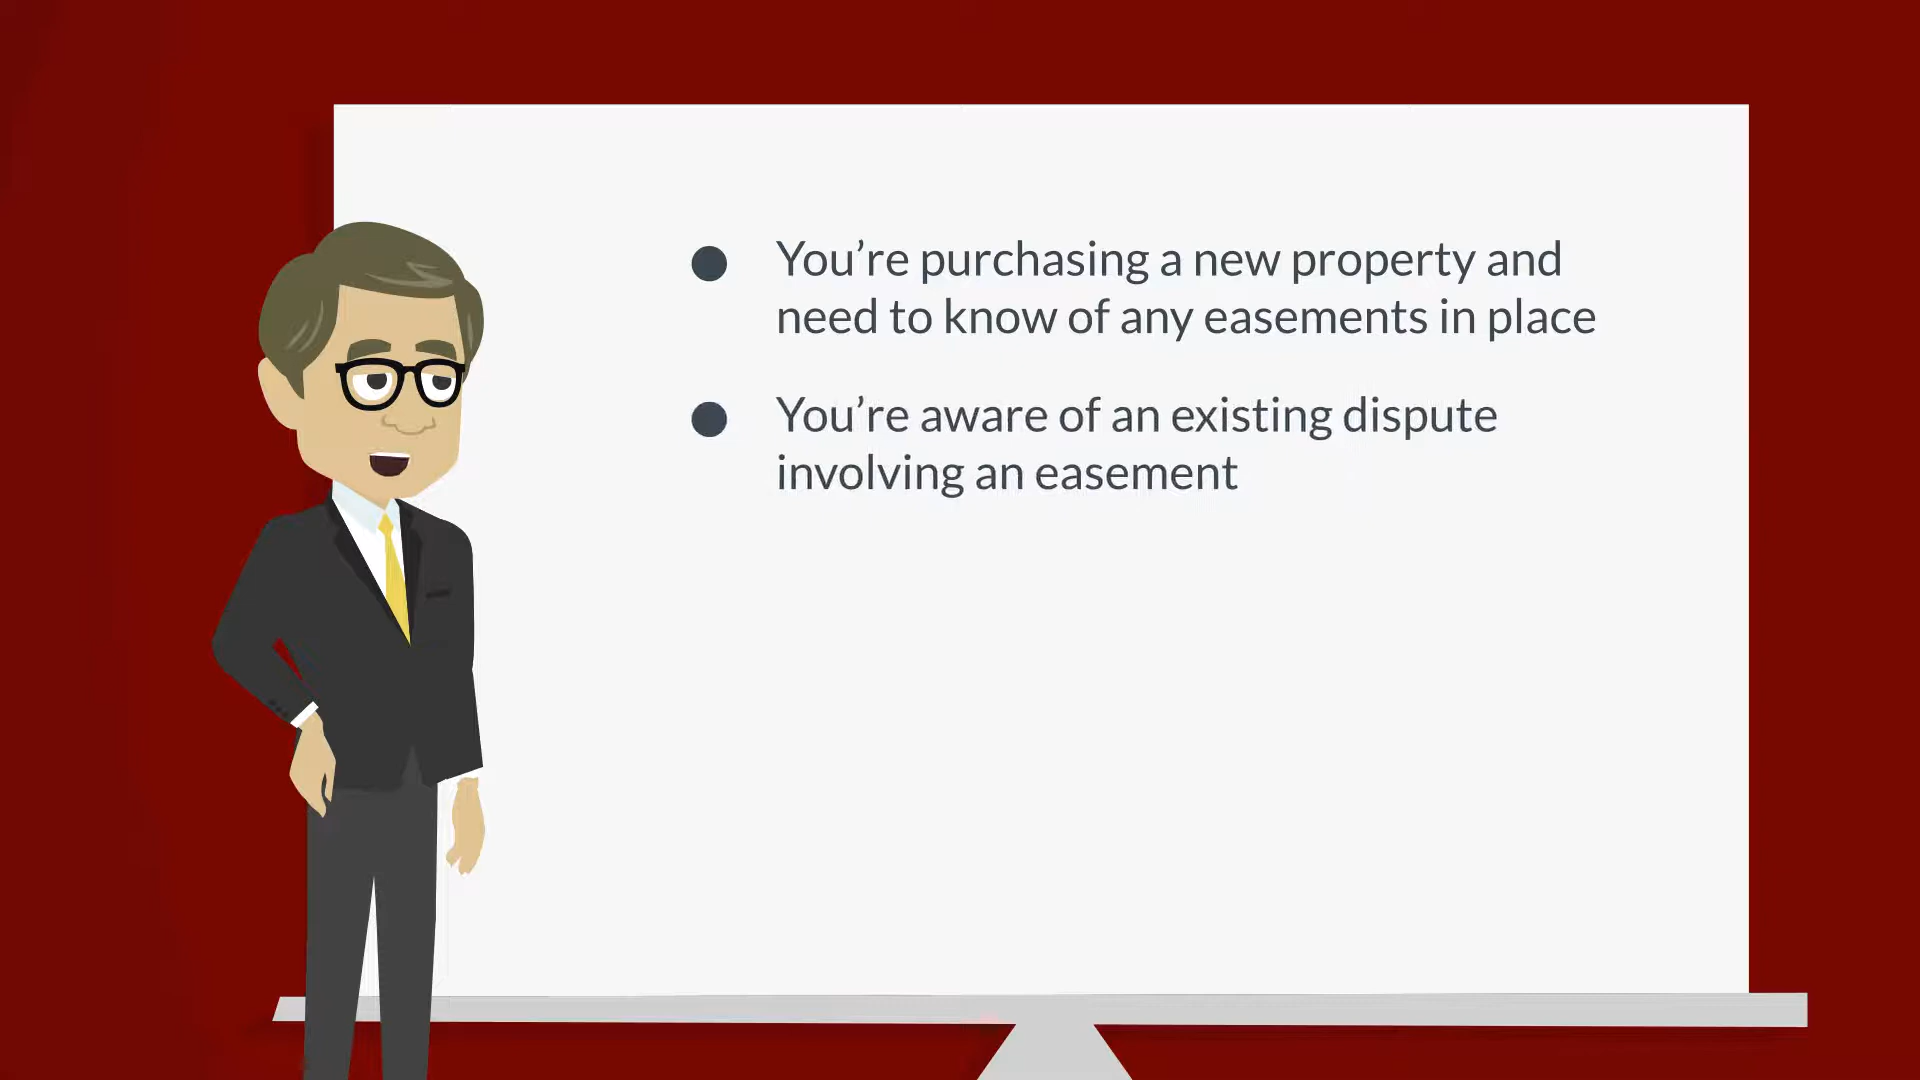 You’re purchasing a new property and
need to know of any easements in place
You’re aware of an existing dispute
involving an easement